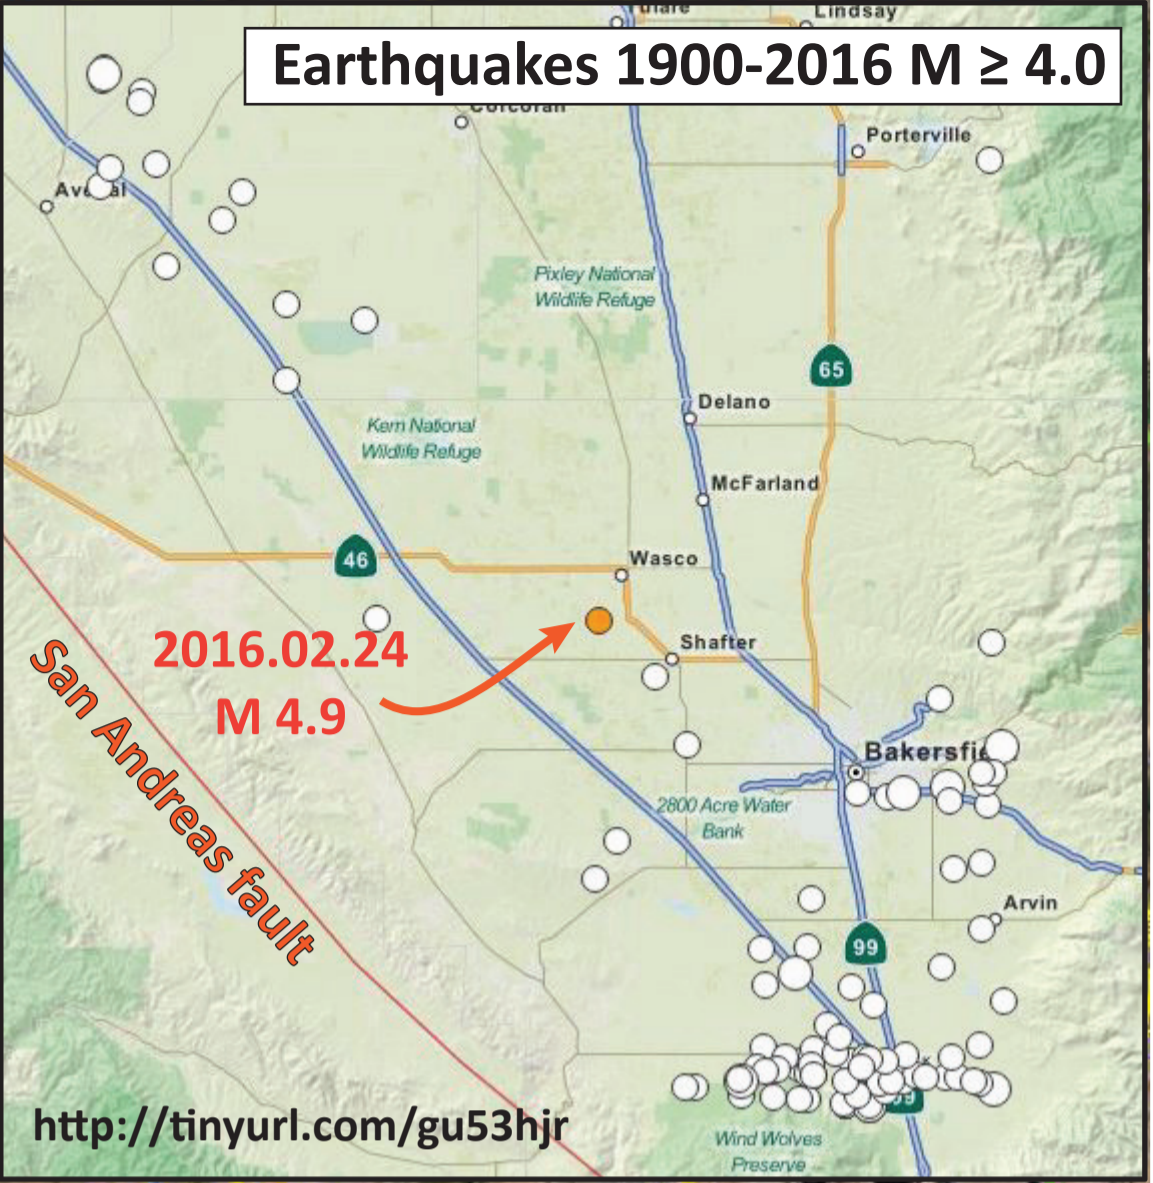 Lindsay
Earthquakes 1900-2016 M ≥ 4.0
Corcoran
Porterville
Pixley National
Wildlife Refuge
65
Delano
Kern National
Wildlife Refuge
McFarland
46
Wasco
2016.02.24
M 4.9
Shafter
San Andreas fault
2800 Acre Water
Bank
Arvin
99
http://tinyurl.com/gu53hjr
Wind Wolves
Preserve